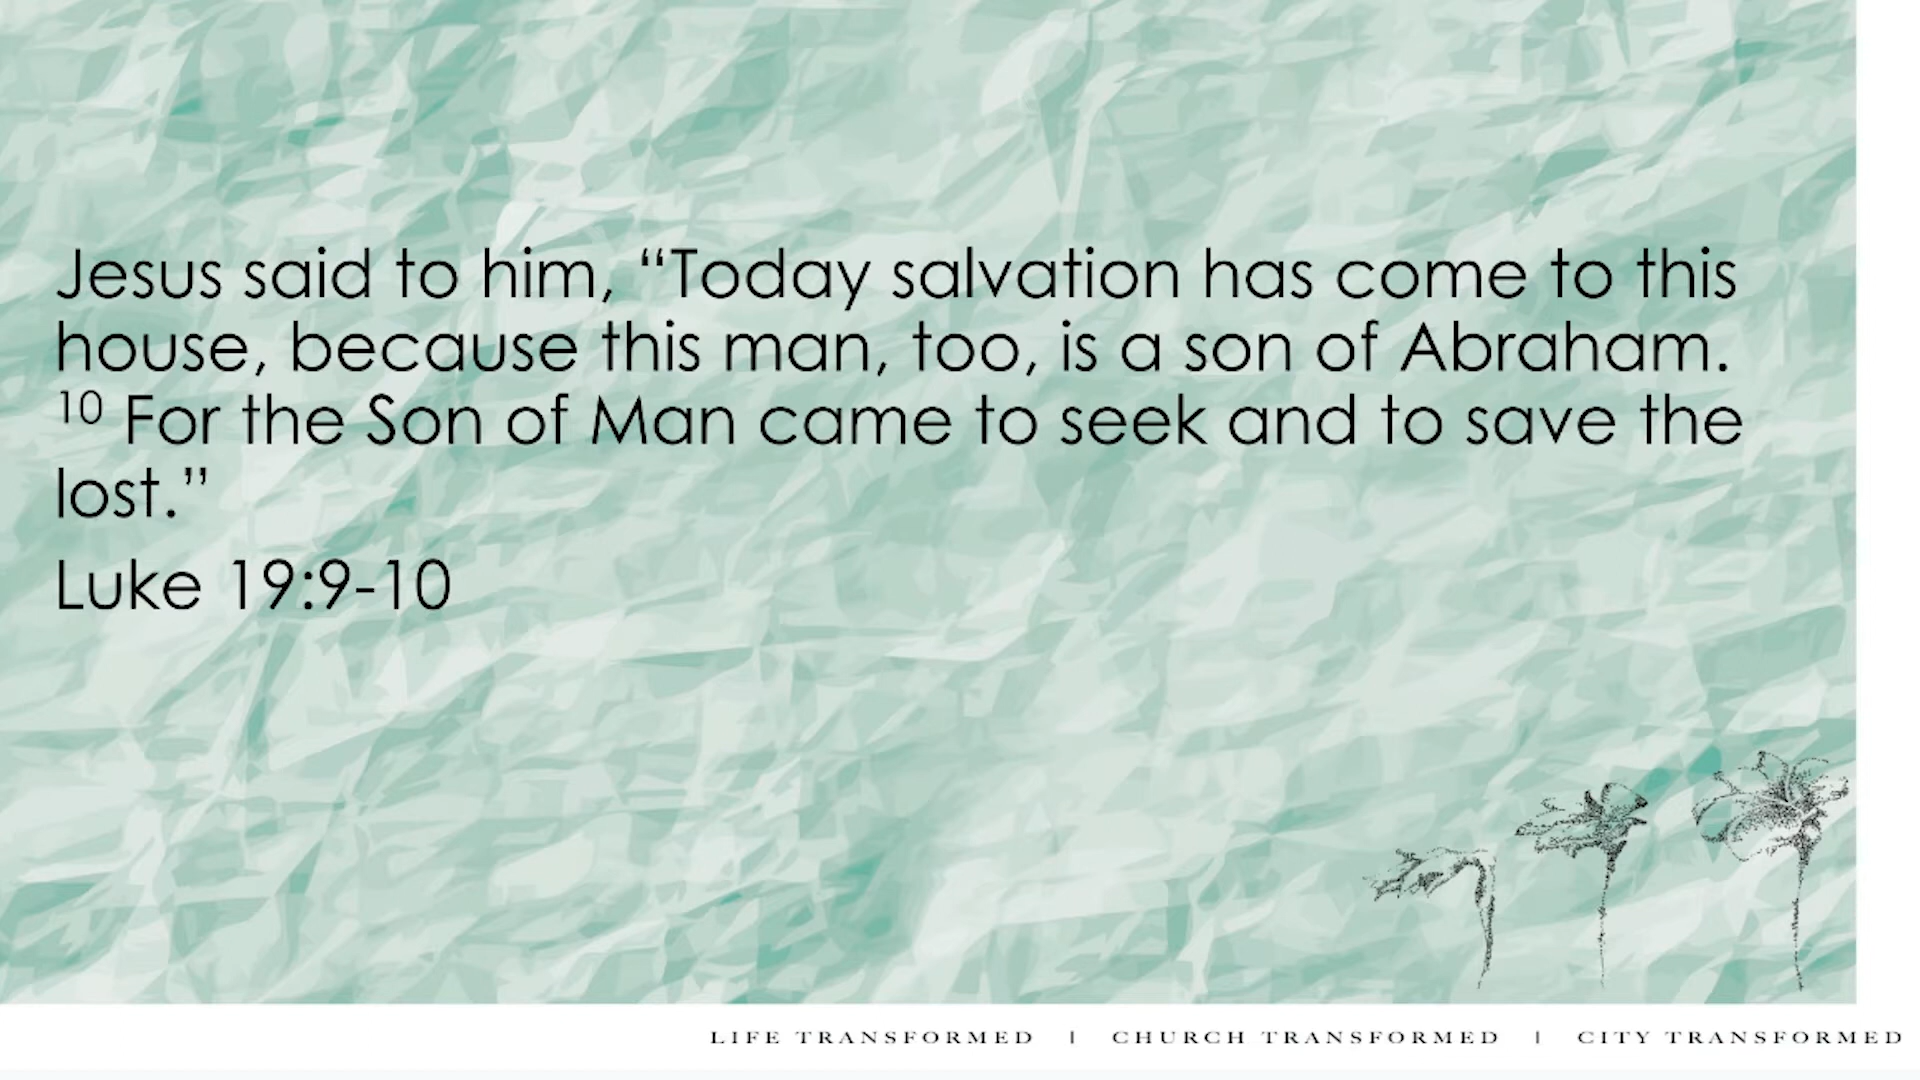 Jesus said to him, “Today salvation has come to this
house, because this man, too, is a son of Abraham.
10 For the Son of Man came to seek and to save the
lost.”
Luke 19:9-10
LIFE TRANSFORMED | CHURCH TRANSFORMED | CITY TRANSFORMED